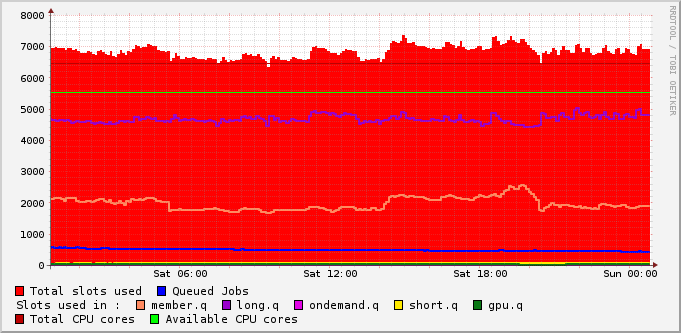 8000
7000
6000
5000
4000
3000
2000
1000
0
Sat 06:00 Sat 12:00 Sat 18:00 Sun 00:00
Total slots used Queued Jobs
Slots used in : member.q long.q ondemand.q short.q gpu.q
Total CPU cores Available CPU cores
RRDTOOL / TOBI OETIKER